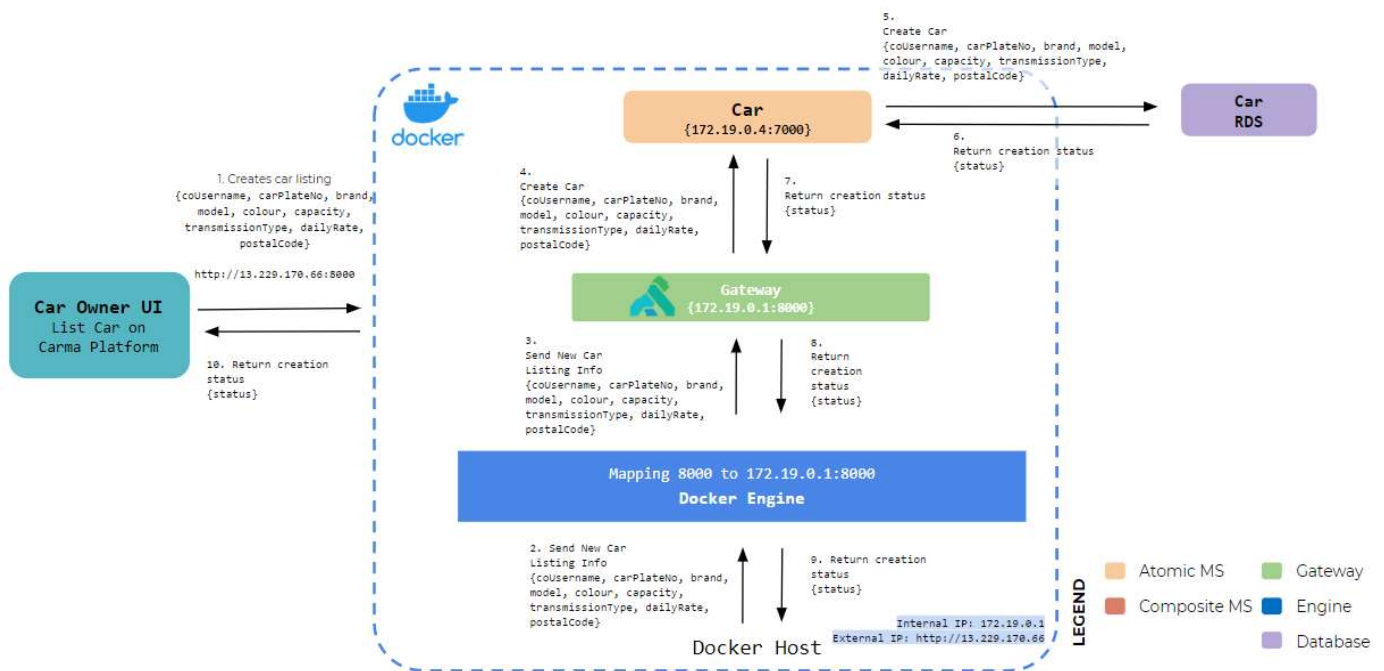 5.
Create Car
{coUsername, carPlateNo, brand, model,
colour, capacity, transmissionType,
dailyRate, postalCode}
docker
Car
{172.19.0.4:7000}
Car
RDS
6.
Return creation status
{status}
1. Creates car listing
{coUsername, carPlateNo, brand,
model, colour, capacity,
transmissionType, dailyRate,
postalCode}
http://13.229.170.66:8000
4.
Create Car
{coUsername, carPlateNo, brand,
model, colour, capacity,
transmissionType, dailyRate,
postalCode}
7.
Return creation status
{status}
Car Owner UI
List Car on
Carma Platform
Gateway
{172.19.0.1:8000}
10. Return creation
status
{status}
3.
Send New Car
Listing Info
{coUsername, carPlateNo, brand,
model, colour, capacity,
transmissionType, dailyRate,
postalCode}
8.
Return
creation
status
{status}
Mapping 8000 to 172.19.0.1:8000
Docker Engine
2. Send New Car
Listing Info
{coUsername, carPlateNo, brand,
model, colour, capacity,
transmissionType, dailyRate,
postalCode}
9. Return creation
status
{status}
Internal IP: 172.19.0.1
External IP: http://13.229.170.66
Docker Host
LEGEND
Atomic MS
Gateway
Composite MS
Engine
Database